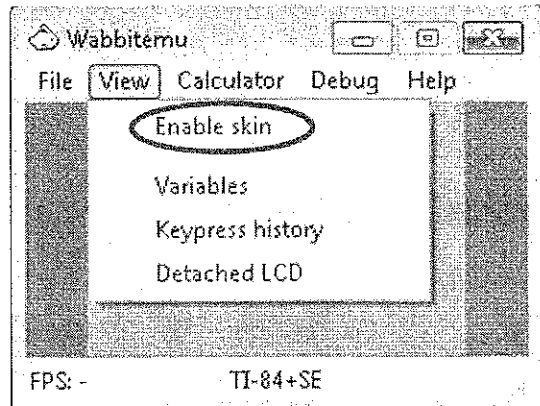 Wabbitemu
File View Calculator Debug Help
Enable skin
Variables
Keypress history
Detached LCD
FPS: - TI-84+SE